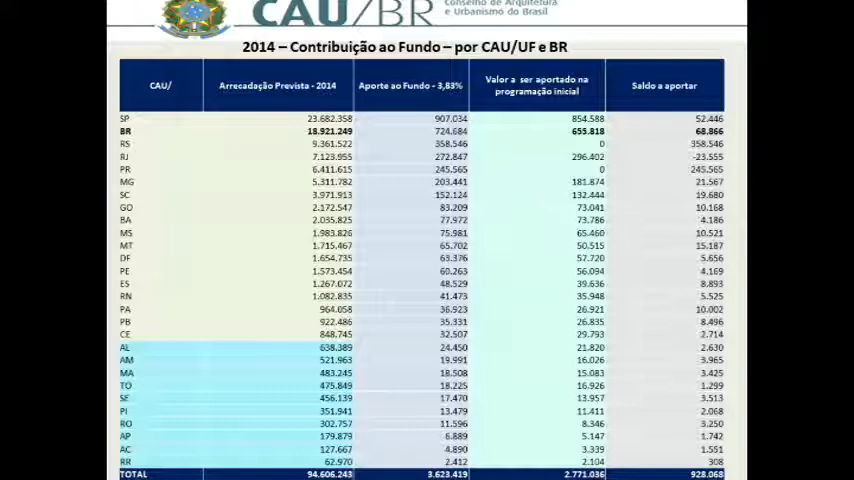 CAU/BR Conselho de Arquitetura
e Urbanismo do Brasil
2014 – Contribuição ao Fundo – por CAU/UF e BR
CAU/ Arrecadação Prevista - 2014 Aporte ao Fundo - 3,83% Valor a ser aportado na programação inicial Saldo a aportar
SP 23.682.358 907.034 854.588 52.446
BR 18.921.249 724.684 655.818 68.866
RS 9.361.522 358.546 0 358.546
RJ 7.123.955 272.847 296.402 -23.555
PR 6.411.615 245.565 0 245.565
MG 5.311.782 203.441 181.874 21.567
SC 3.971.913 152.124 132.444 19.680
GO 2.172.547 83.209 73.041 10.168
BA 2.035.825 77.972 73.786 4.186
MS 1.983.826 75.981 65.460 10.521
MT 1.715.467 65.702 50.515 15.187
DF 1.654.735 63.376 57.720 5.656
PE 1.573.454 60.263 56.094 4.169
ES 1.267.072 48.529 39.636 8.893
RN 1.082.835 41.473 35.948 5.525
PA 964.058 36.923 26.921 10.002
PB 922.486 35.331 26.835 8.496
CE 848.745 32.507 29.793 2.714
AL 638.389 24.450 21.820 2.630
AM 521.963 19.991 16.026 3.965
MA 483.245 18.508 15.083 3.425
TO 475.849 18.225 16.926 1.299
SE 456.139 17.470 13.957 3.513
PI 351.941 13.479 11.411 2.068
RO 302.757 11.596 8.346 3.250
AP 179.879 6.889 5.147 1.742
AC 127.667 4.890 3.339 1.551
RR 62.970 2.412 2.104 308
TOTAL 94.606.243 3.623.419 2.771.036 928.068